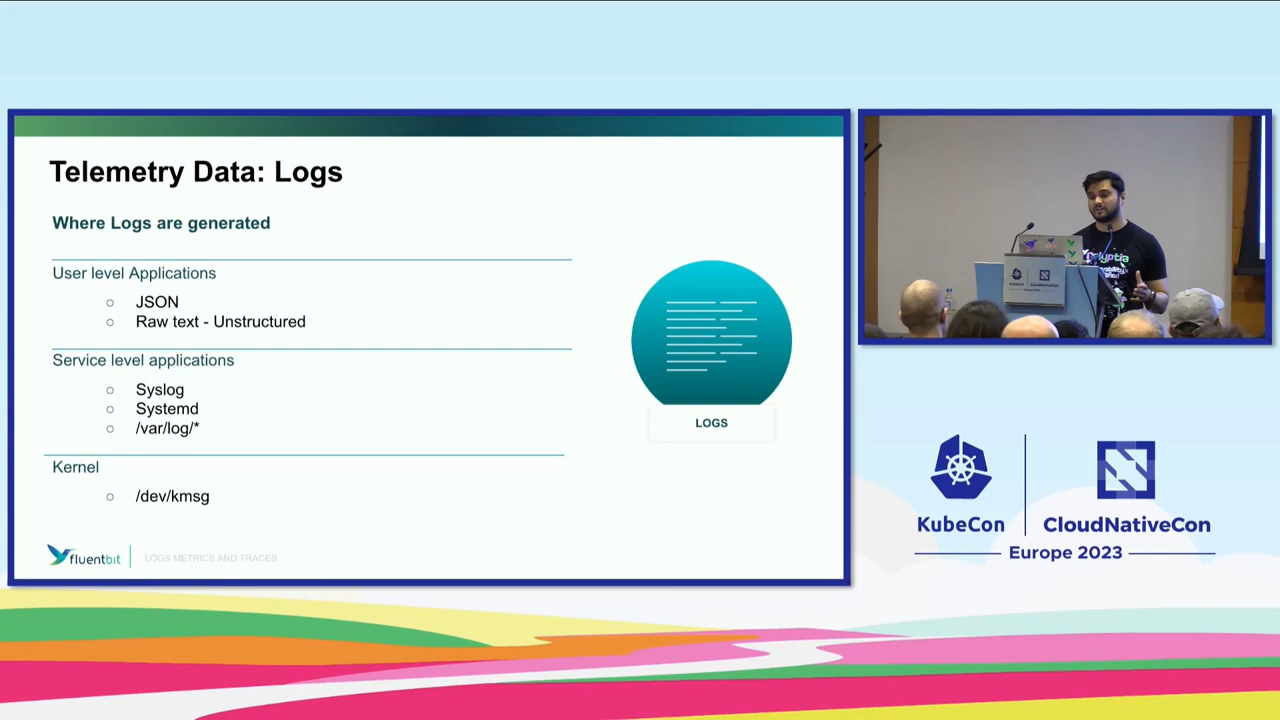 Telemetry Data: Logs
Where Logs are generated
User level Applications
JSON
Raw text - Unstructured
Service level applications
Syslog
Systemd
/var/log/*
Kernel
/dev/kmsg
LOGS
fluentbit
LOGS METRICS AND TRACES
KubeCon
CloudNativeCon
Europe 2023